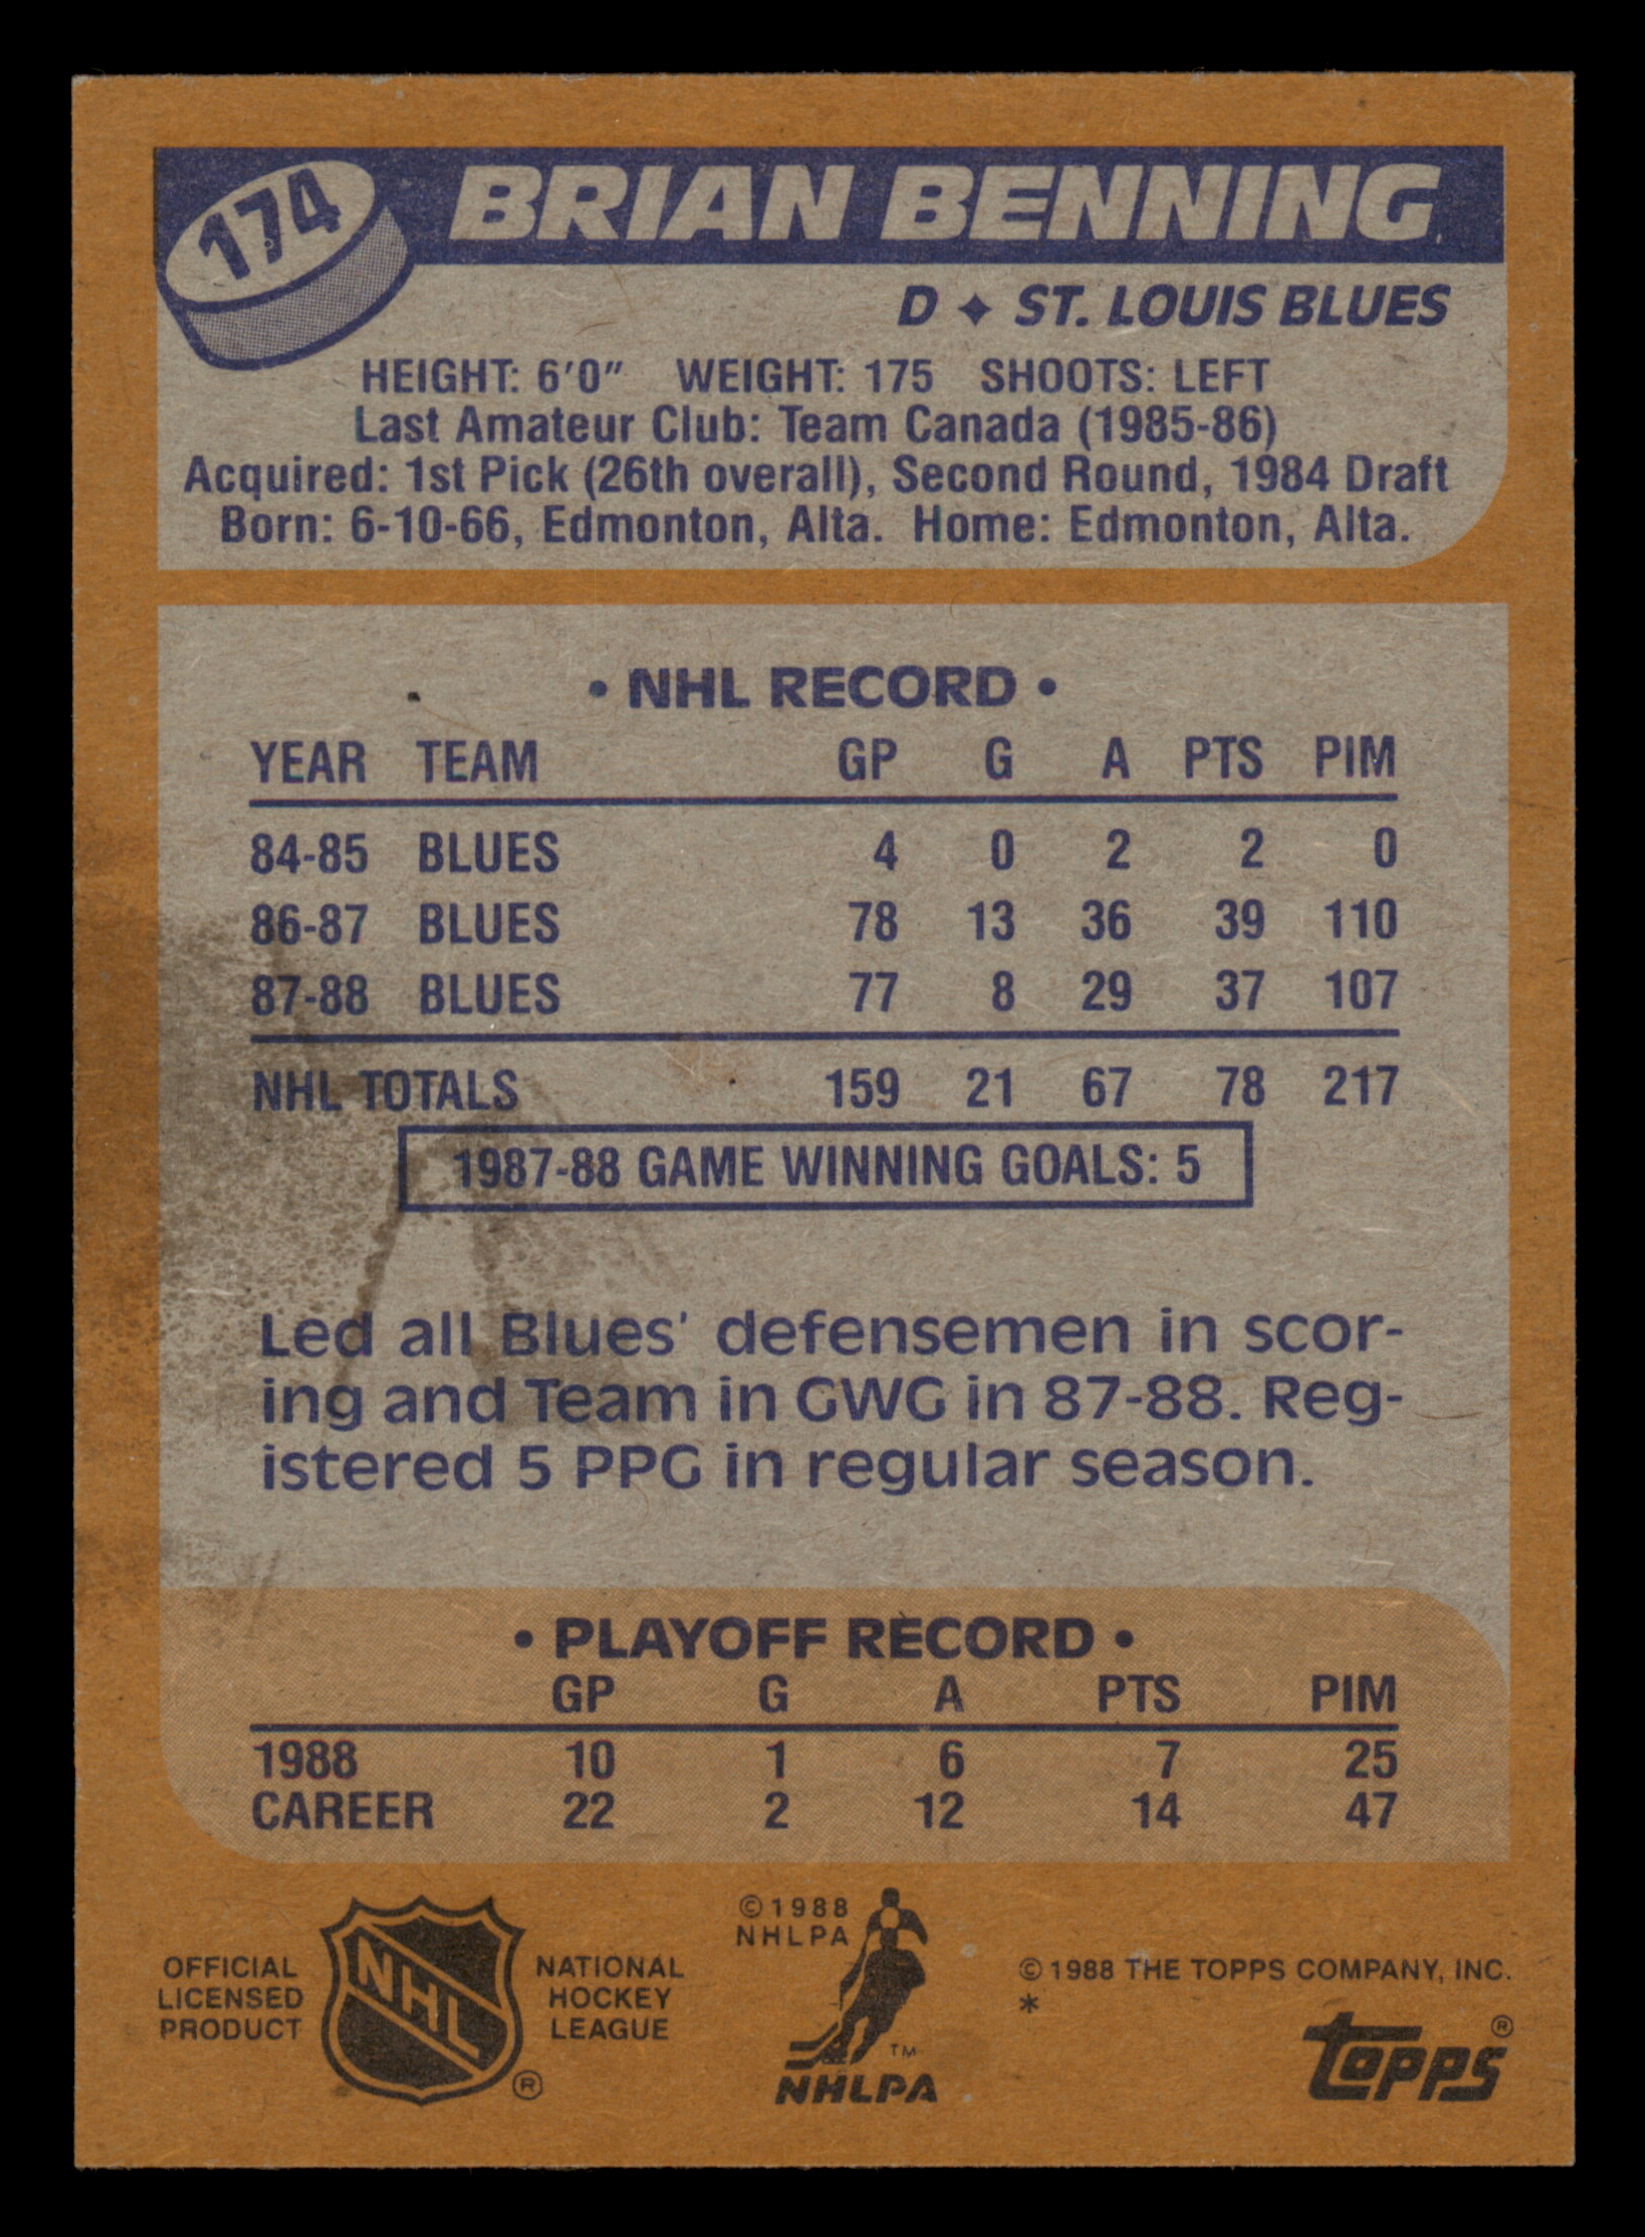 174
BRIAN BENNING
D ✦ ST. LOUIS BLUES
HEIGHT: 6'0" WEIGHT: 175 SHOOTS: LEFT
Last Amateur Club: Team Canada (1985-86)
Acquired: 1st Pick (26th overall), Second Round, 1984 Draft
Born: 6-10-66, Edmonton, Alta. Home: Edmonton, Alta.
• NHL RECORD •
YEAR TEAM GP G A PTS PIM
84-85 BLUES 4 0 2 2 0
86-87 BLUES 78 13 36 39 110
87-88 BLUES 77 8 29 37 107
NHL TOTALS 159 21 67 78 217
1987-88 GAME WINNING GOALS: 5
Led all Blues' defensemen in scor-
ing and Team in GWG in 87-88. Reg-
istered 5 PPG in regular season.
• PLAYOFF RECORD •
GP G A PTS PIM
1988 10 1 6 7 25
CAREER 22 2 12 14 47
OFFICIAL
LICENSED
PRODUCT
NHL
®
NATIONAL
HOCKEY
LEAGUE
©1988
NHLPA
TM
NHLPA
©1988 THE TOPPS COMPANY, INC.
*
topps®